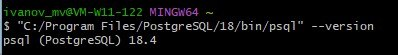 ivanov_mv@VM-W11-122 MINGW64 ~
$ "C:/Program Files/PostgreSQL/18/bin/psql" --version
psql (PostgreSQL) 18.4